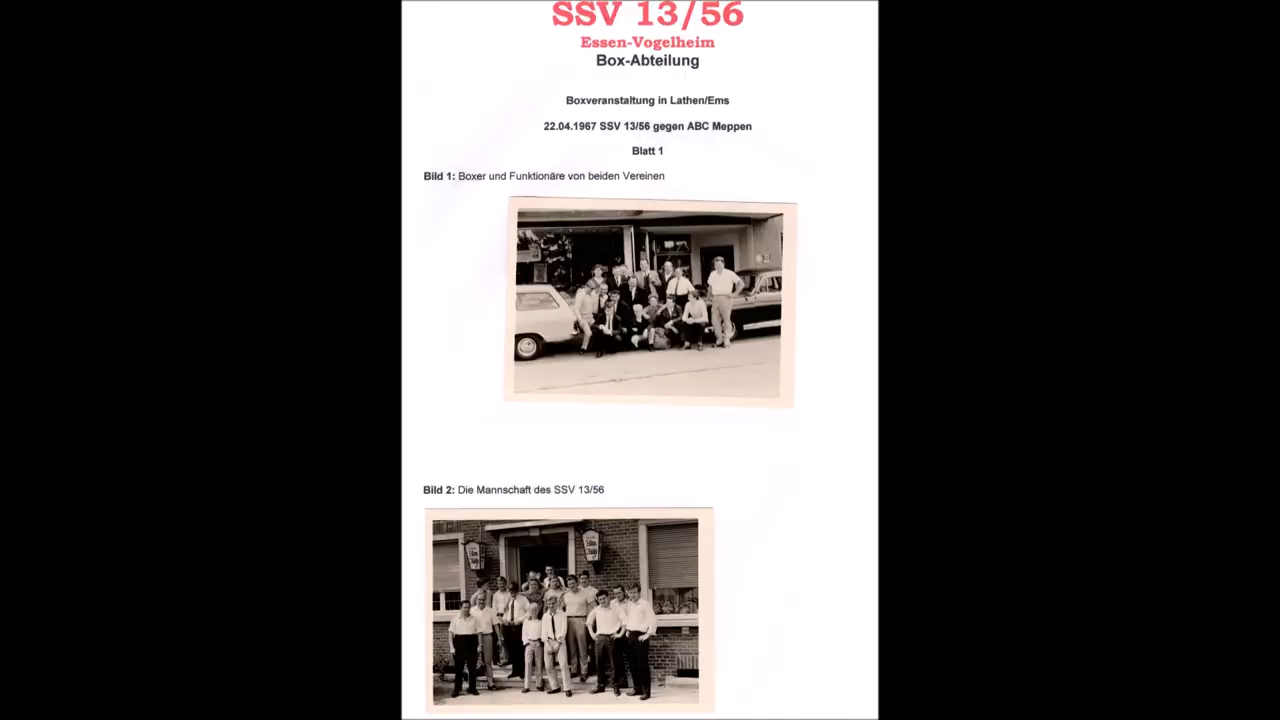 SSV 13/56
Essen-Vogelheim
Box-Abteilung
Boxveranstaltung in Lathen/Ems
22.04.1967 SSV 13/56 gegen ABC Meppen
Blatt 1
Bild 1: Boxer und Funktionäre von beiden Vereinen
Bild 2: Die Mannschaft des SSV 13/56